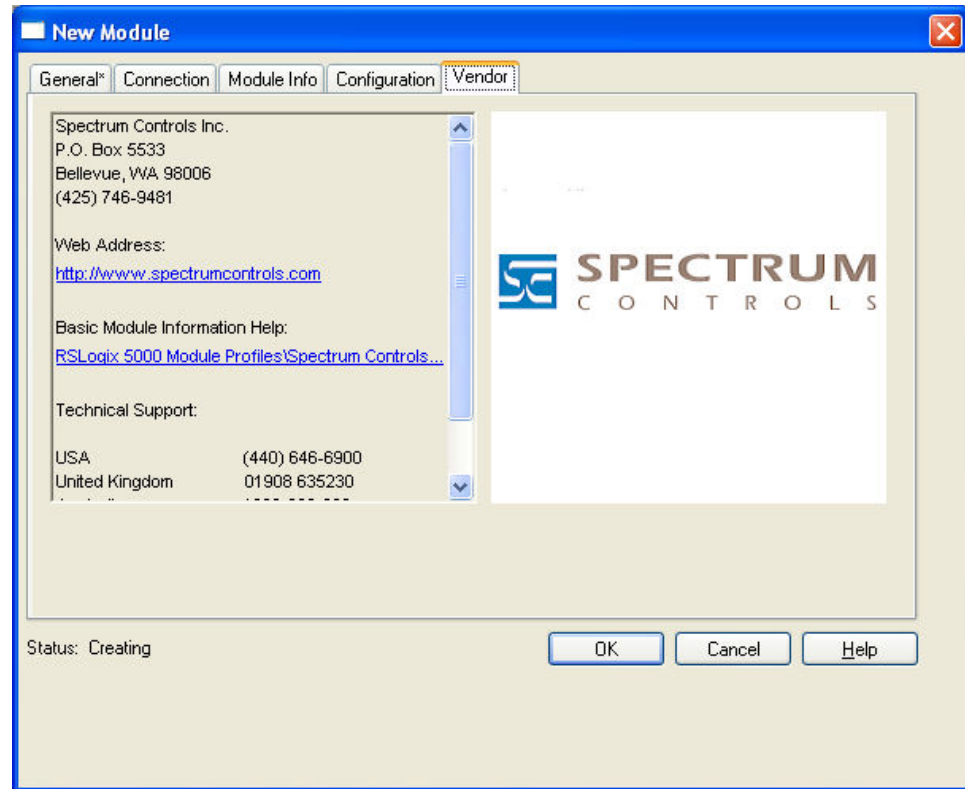 New Module
General* Connection Module Info Configuration Vendor
Spectrum Controls Inc.
P.O. Box 5533
Bellevue, WA 98006
(425) 746-9481
Web Address:
http://www.spectrumcontrols.com
Basic Module Information Help:
RSLogix 5000 Module Profiles\Spectrum Controls...
Technical Support:
USA (440) 646-6900
United Kingdom 01908 635230
SC SPECTRUM
CONTROLS
Status: Creating
OK Cancel Help